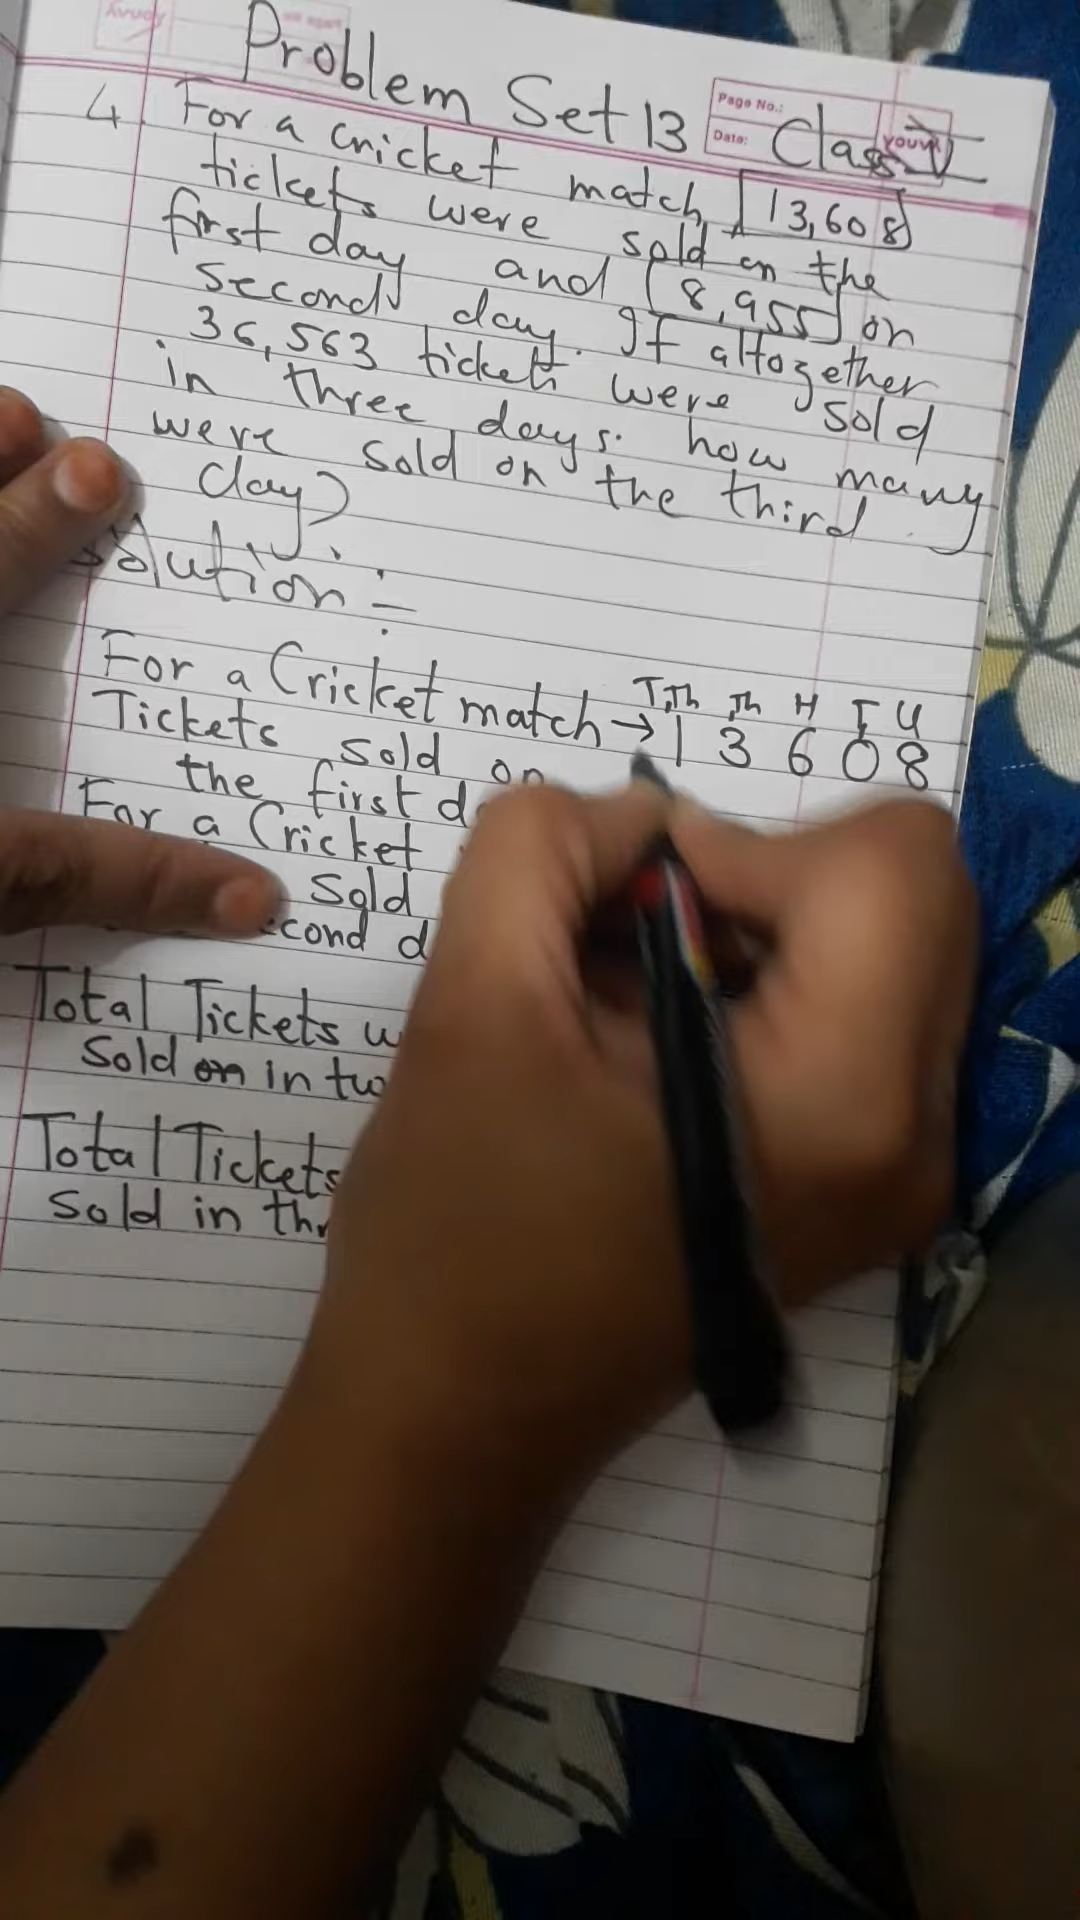 Problem Set 13
Page No.:
Date:
YOUVA
Class V
4. For a cricket match, 13,608
tickets were sold on the
first day and 8,955 on
second day. If altogether
36,563 tickets were sold
in three days. how many
were sold on the third
day?
Solution :-
For a Cricket match → 1 3 6 0 8
T.Th Th H T U
Tickets sold on
the first d
For a Cricket
sold
cond d
Total Tickets w
Sold on in two
Total Tickets
Sold in thr